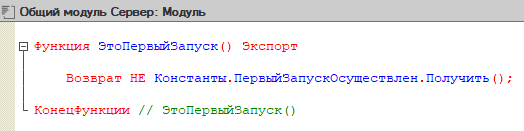 Общий модуль Сервер: Модуль
Функция ЭтоПервыйЗапуск() Экспорт
Возврат НЕ Константы.ПервыйЗапускОсуществлен.Получить();
КонецФункции // ЭтоПервыйЗапуск()